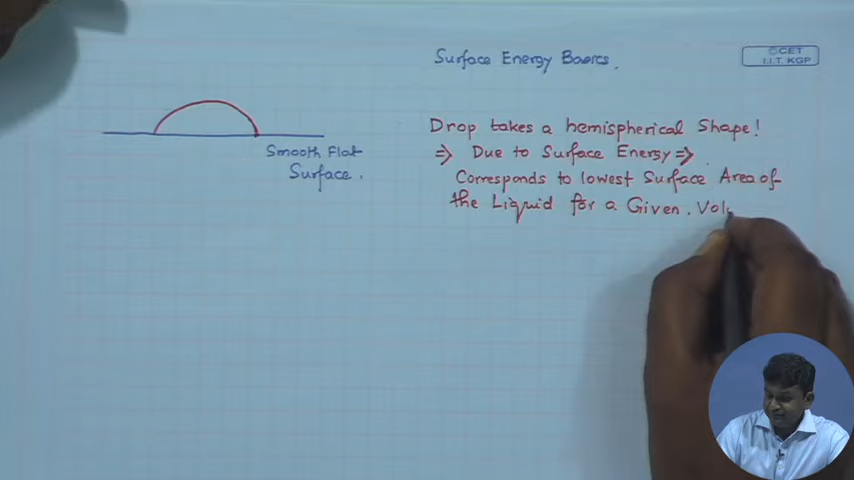 Surface Energy Basics.
©CET
I.I.T. KGP
Drop takes a hemispherical Shape!
⇒ Due to Surface Energy ⇒
Corresponds to lowest Surface Area of
the Liquid for a Given. Vol
Smooth Flat
Surface.